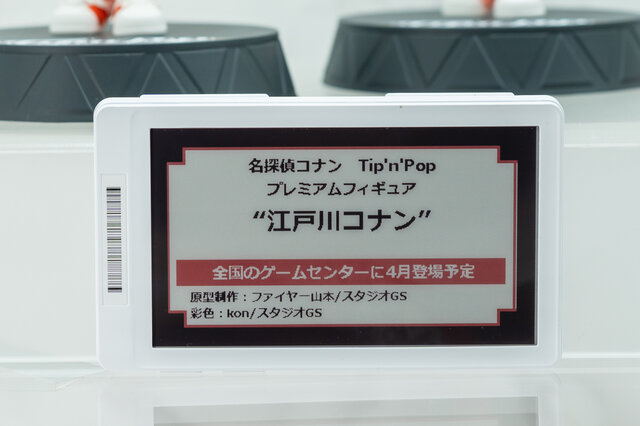 名探偵コナン Tip'n'Pop
プレミアムフィギュア
“江戸川コナン”
全国のゲームセンターに4月登場予定
原型制作：ファイヤー山本/スタジオGS
彩色：kon/スタジオGS